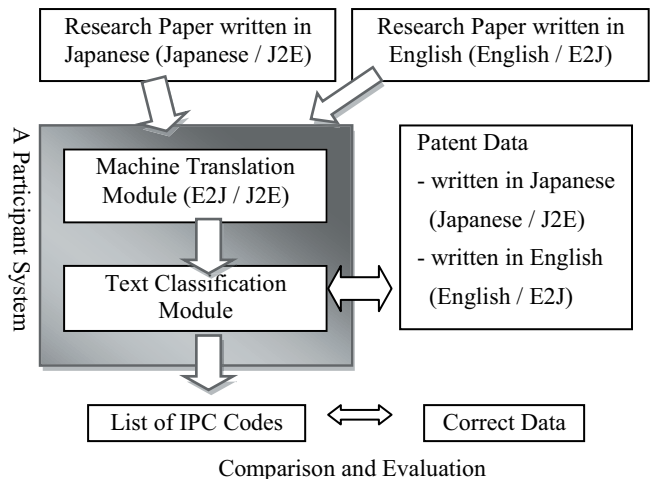 Research Paper written in
Japanese (Japanese / J2E)
Research Paper written in
English (English / E2J)
A Participant System
Machine Translation
Module (E2J / J2E)
Text Classification
Module
Patent Data
- written in Japanese
(Japanese / J2E)
- written in English
(English / E2J)
List of IPC Codes
Correct Data
Comparison and Evaluation